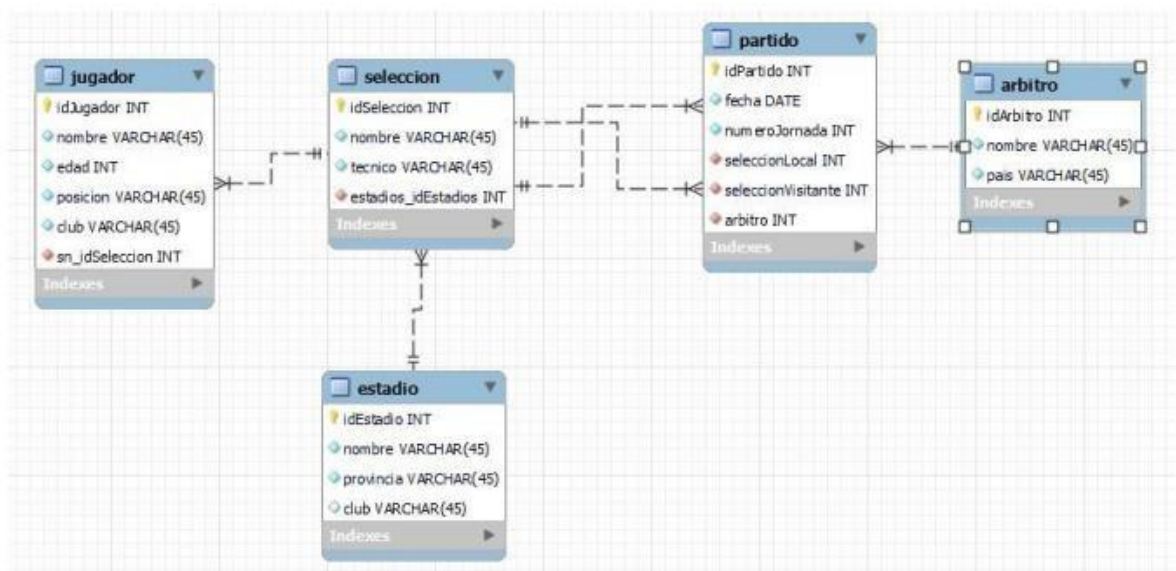 jugador
idJugador INT
nombre VARCHAR(45)
edad INT
posicion VARCHAR(45)
club VARCHAR(45)
sn_idSeleccion INT
Indexes
seleccion
idSeleccion INT
nombre VARCHAR(45)
tecnico VARCHAR(45)
estadios_idEstadios INT
Indexes
partido
idPartido INT
fecha DATE
numeroJornada INT
seleccionLocal INT
seleccionVisitante INT
arbitro INT
Indexes
arbitro
idArbitro INT
nombre VARCHAR(45)
pais VARCHAR(45)
Indexes
estadio
idEstadio INT
nombre VARCHAR(45)
provincia VARCHAR(45)
club VARCHAR(45)
Indexes